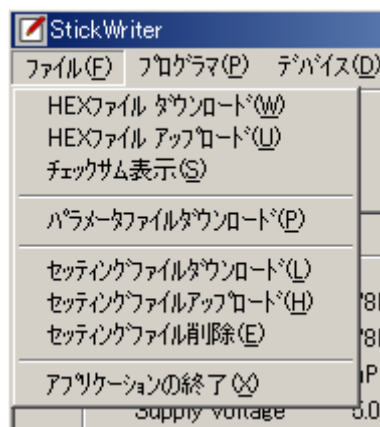 StickWriter
ファイル(F) プログラマ(P) デバイス(D)
HEXファイル ダウンロード(W)
HEXファイル アップロード(U)
チェックサム表示(S)
パラメータファイルダウンロード(P)
セッティングファイルダウンロード(L)
セッティングファイルアップロード(H)
'8
セッティングファイル削除(E)
'8
アプリケーションの終了(X)
Supply Voltage 5.0